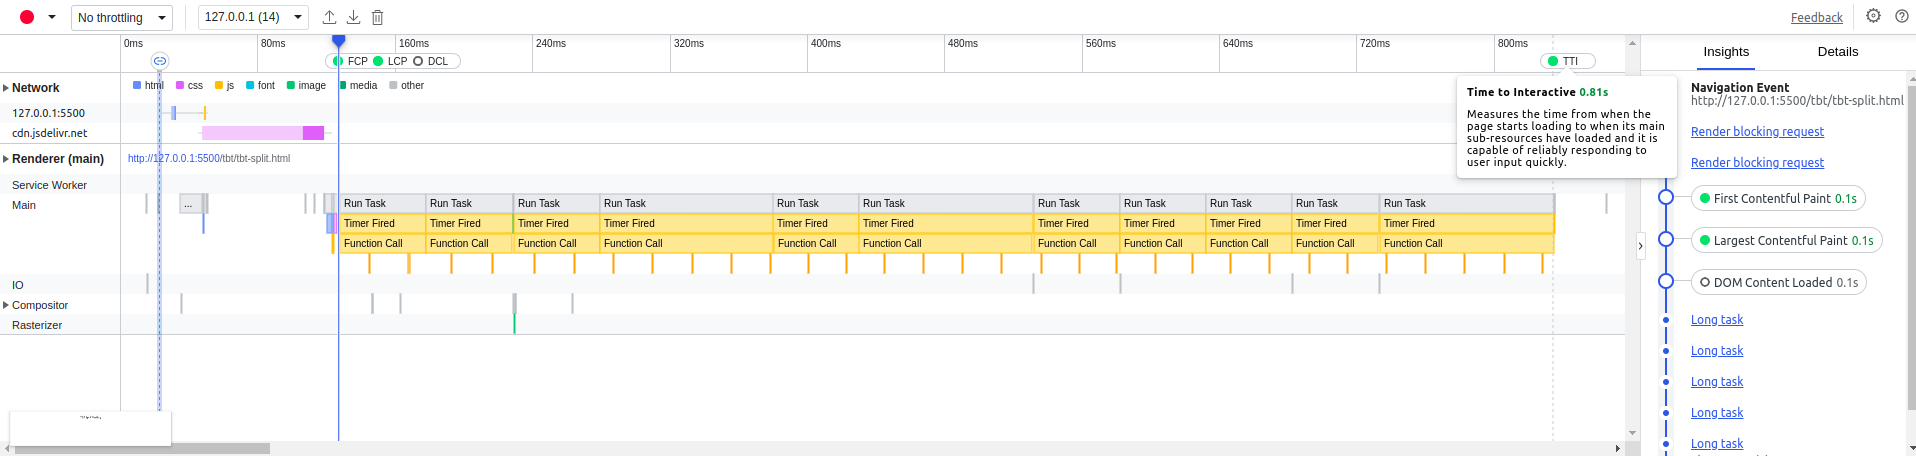 No throttling
127.0.0.1 (14)
Feedback
0ms 80ms 160ms 240ms 320ms 400ms 480ms 560ms 640ms 720ms 800ms
FCP LCP DCL
TTI
Network
html css js font image media other
127.0.0.1:5500
cdn.jsdelivr.net
Renderer (main)
http://127.0.0.1:5500/tbt/tbt-split.html
Service Worker
Main
...
Run Task Run Task Run Task Run Task Run Task Run Task Run Task Run Task Run Task Run Task Run Task
Timer Fired Timer Fired Timer Fired Timer Fired Timer Fired Timer Fired Timer Fired Timer Fired Timer Fired Timer Fired Timer Fired
Function Call Function Call Function Call Function Call Function Call Function Call Function Call Function Call Function Call Function Call Function Call
IO
Compositor
Rasterizer
Time to Interactive 0.81s
Measures the time from when the
page starts loading to when its main
sub-resources have loaded and it is
capable of reliably responding to
user input quickly.
Insights
Details
Navigation Event
http://127.0.0.1:5500/tbt/tbt-split.html
Render blocking request
Render blocking request
First Contentful Paint 0.1s
Largest Contentful Paint 0.1s
DOM Content Loaded 0.1s
Long task
Long task
Long task
Long task
Long task